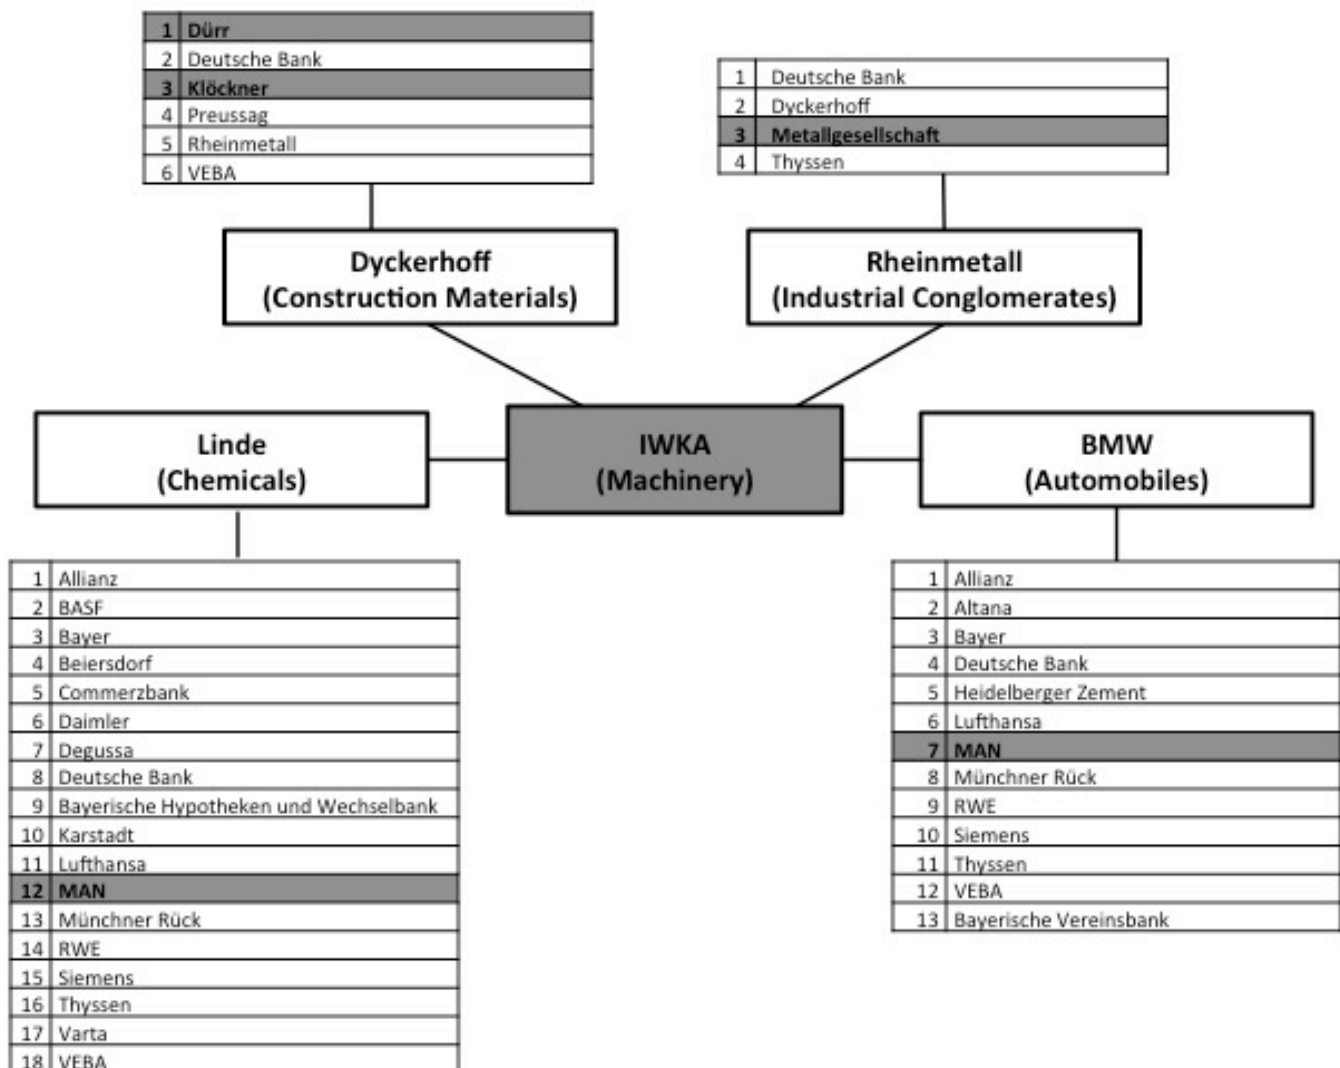 1 Dürr
2 Deutsche Bank
3 Klöckner
4 Preussag
5 Rheinmetall
6 VEBA
1 Deutsche Bank
2 Dyckerhoff
3 Metallgesellschaft
4 Thyssen
Dyckerhoff
(Construction Materials)
Rheinmetall
(Industrial Conglomerates)
Linde
(Chemicals)
IWKA
(Machinery)
BMW
(Automobiles)
1 Allianz
2 BASF
3 Bayer
4 Beiersdorf
5 Commerzbank
6 Daimler
7 Degussa
8 Deutsche Bank
9 Bayerische Hypotheken und Wechselbank
10 Karstadt
11 Lufthansa
12 MAN
13 Münchner Rück
14 RWE
15 Siemens
16 Thyssen
17 Varta
18 VEBA
1 Allianz
2 Altana
3 Bayer
4 Deutsche Bank
5 Heidelberger Zement
6 Lufthansa
7 MAN
8 Münchner Rück
9 RWE
10 Siemens
11 Thyssen
12 VEBA
13 Bayerische Vereinsbank